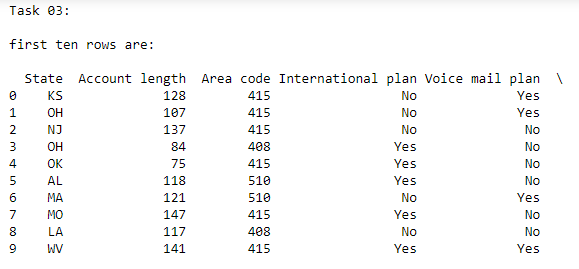 Task 03:
first ten rows are:
State Account length Area code International plan Voice mail plan \
0 KS 128 415 No Yes
1 OH 107 415 No Yes
2 NJ 137 415 No No
3 OH 84 408 Yes No
4 OK 75 415 Yes No
5 AL 118 510 Yes No
6 MA 121 510 No Yes
7 MO 147 415 Yes No
8 LA 117 408 No No
9 WV 141 415 Yes Yes